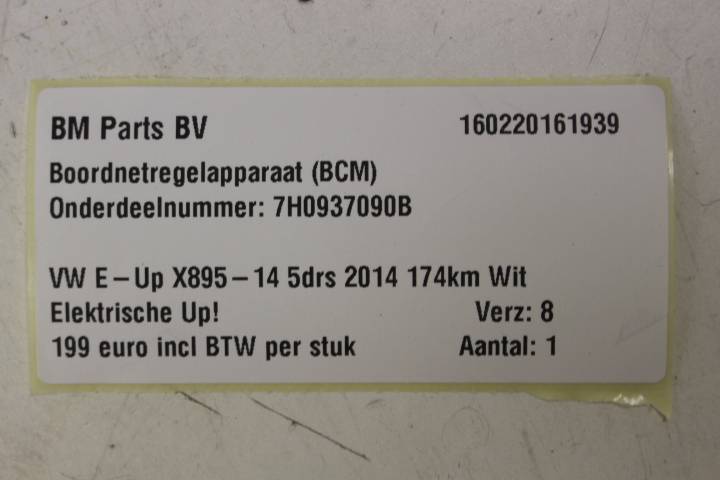 BM Parts BV 160220161939
Boordnetregelapparaat (BCM)
Onderdeelnummer: 7H0937090B
VW E-Up X895-14 5drs 2014 174km Wit
Elektrische Up! Verz: 8
199 euro incl BTW per stuk Aantal: 1